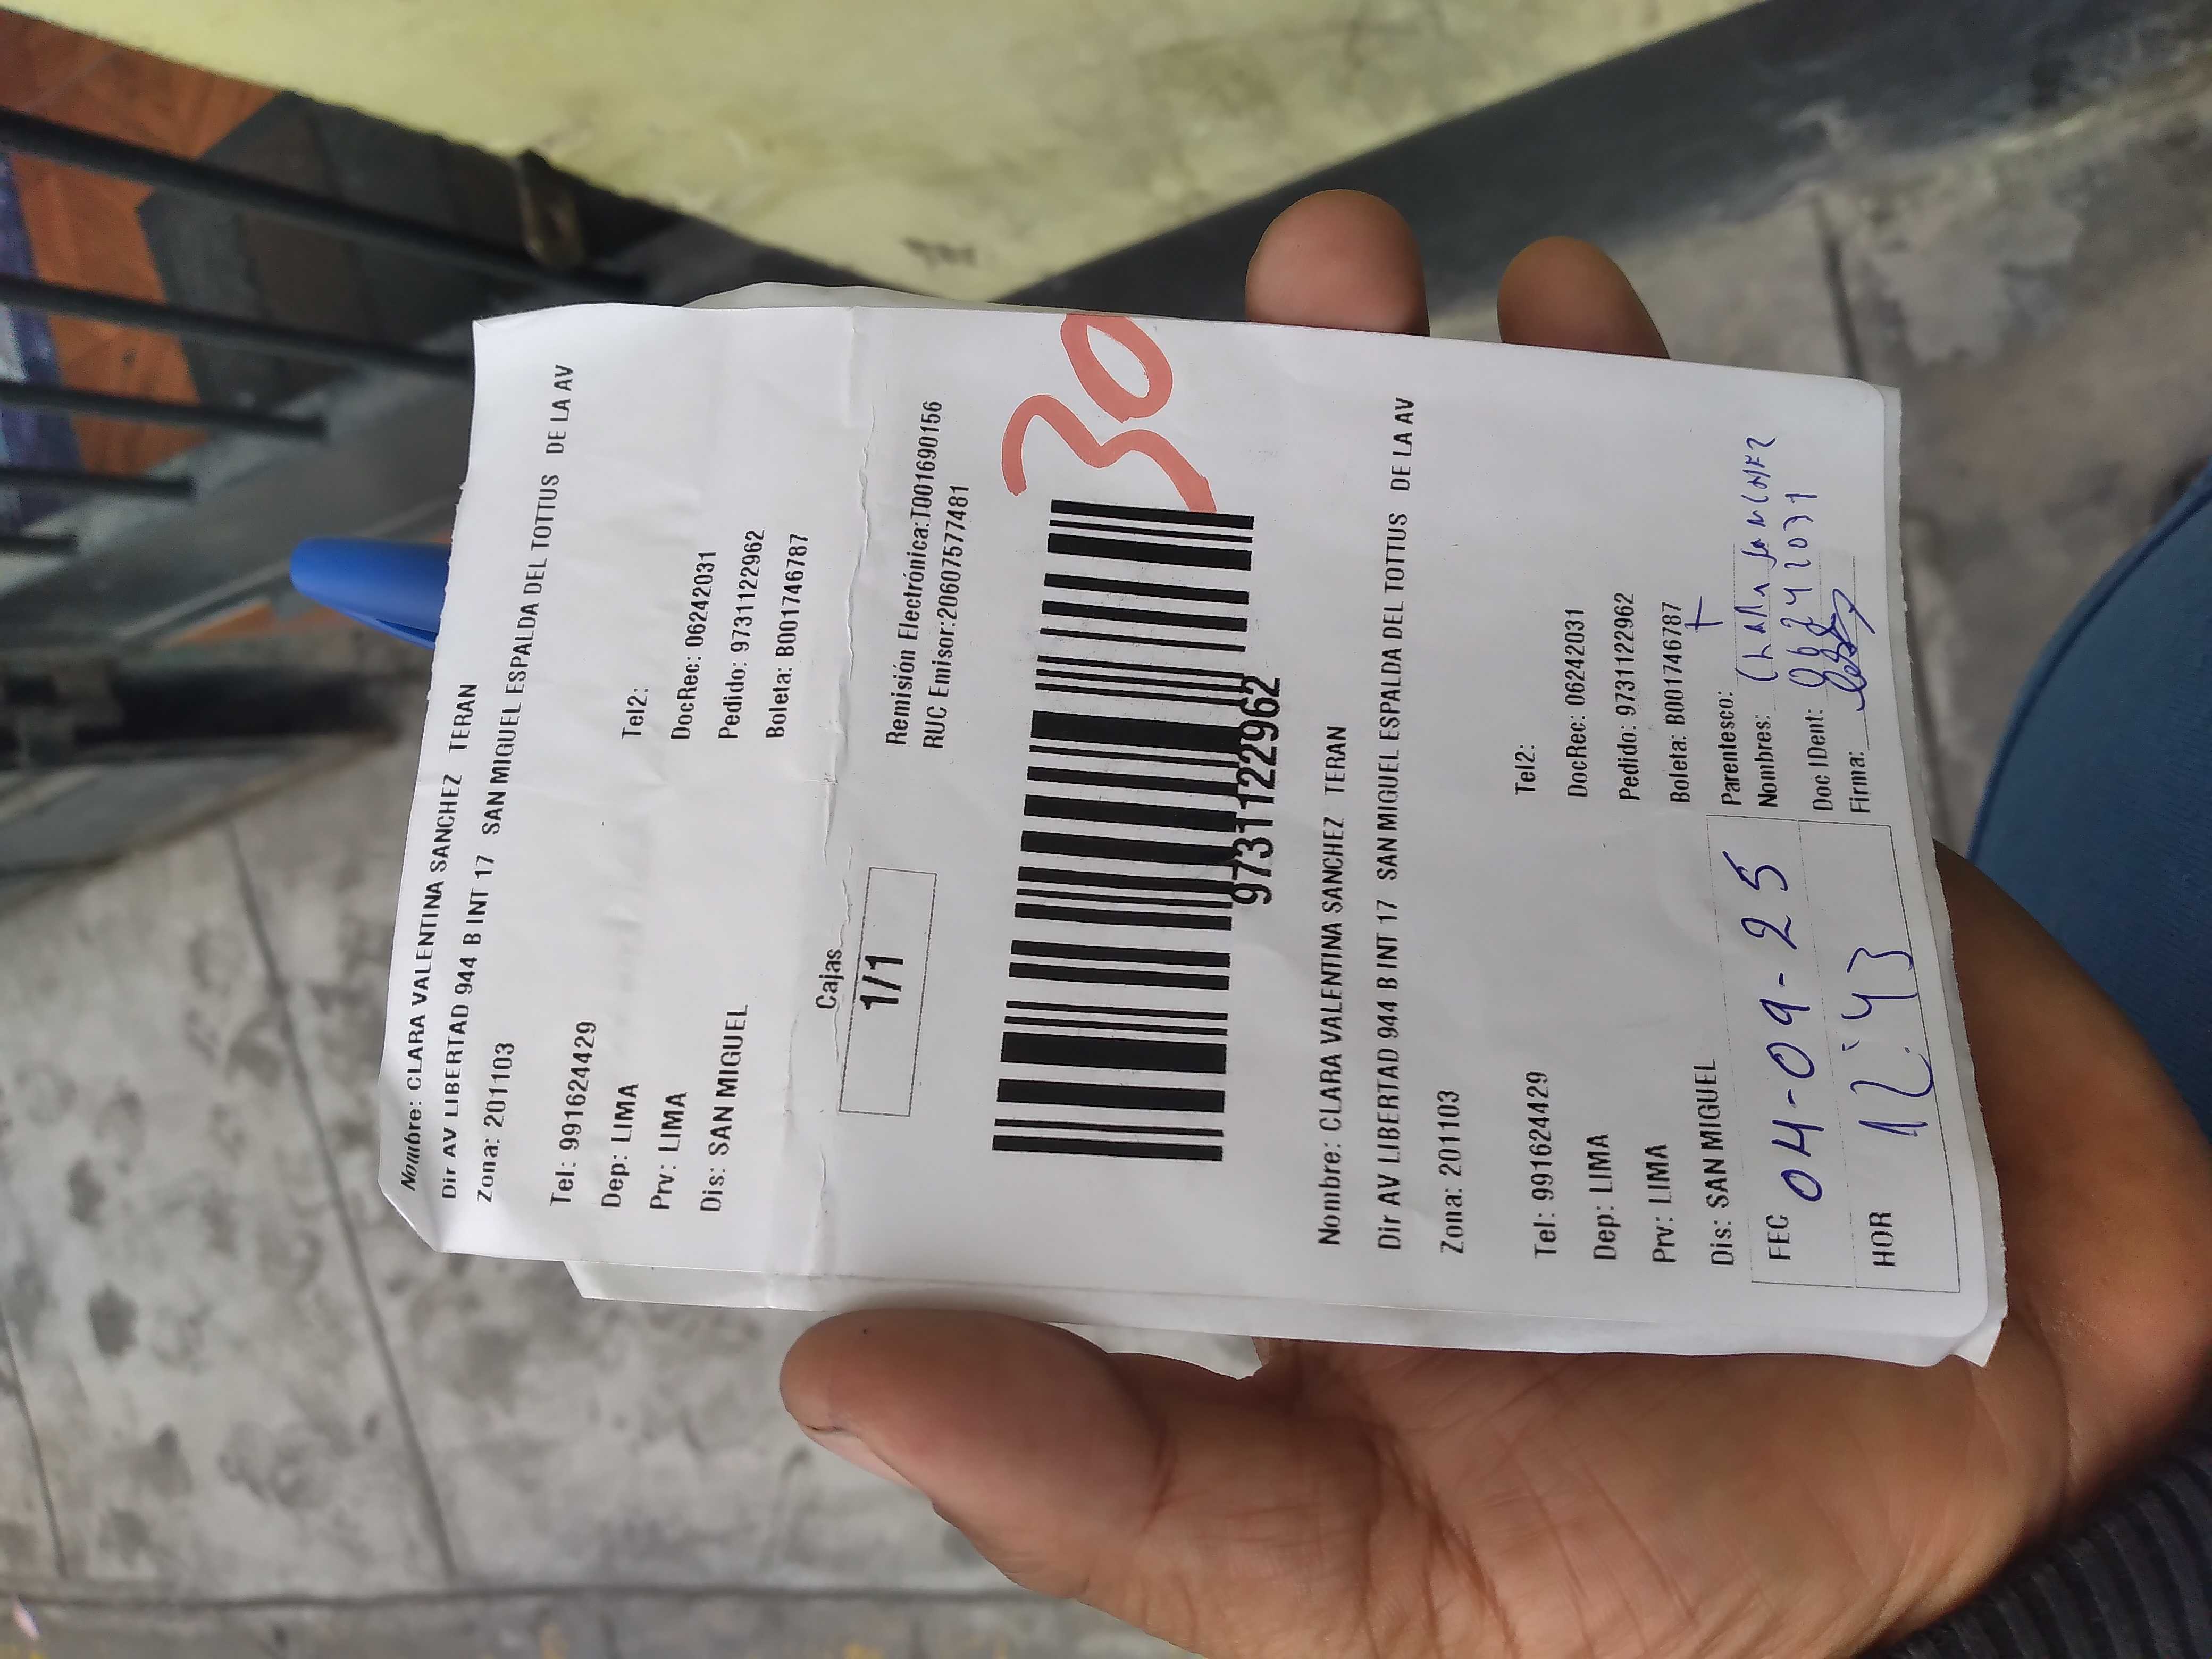 Nombre: CLARA VALENTINA SANCHEZ TERAN
Dir AV LIBERTAD 944 B INT 17 SAN MIGUEL ESPALDA DEL TOTTUS DE LA AV
Zona: 201103
Tel: 991624429 Tel2:
Dep: LIMA DocRec: 06242031
Prv: LIMA Pedido: 9731122962
Dis: SAN MIGUEL Boleta: B001746787
Cajas
1/1
Remisión Electrónica:T001690156
RUC Emisor:20607577481
30
9731122962
Nombre: CLARA VALENTINA SANCHEZ TERAN
Dir AV LIBERTAD 944 B INT 17 SAN MIGUEL ESPALDA DEL TOTTUS DE LA AV
Zona: 201103
Tel: 991624429 Tel2:
Dep: LIMA DocRec: 06242031
Prv: LIMA Pedido: 9731122962
Dis: SAN MIGUEL Boleta: B001746787
FEC 04-09-25
HOR 12:43
Parentesco: T
Nombres:
Doc IDent: 06242031
Firma: